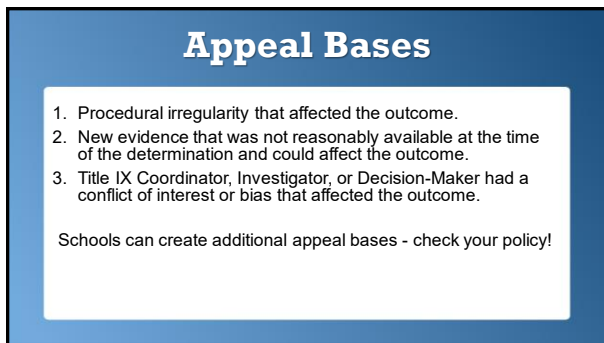 Appeal Bases
1. Procedural irregularity that affected the outcome.
2. New evidence that was not reasonably available at the time
of the determination and could affect the outcome.
3. Title IX Coordinator, Investigator, or Decision-Maker had a
conflict of interest or bias that affected the outcome.
Schools can create additional appeal bases - check your policy!